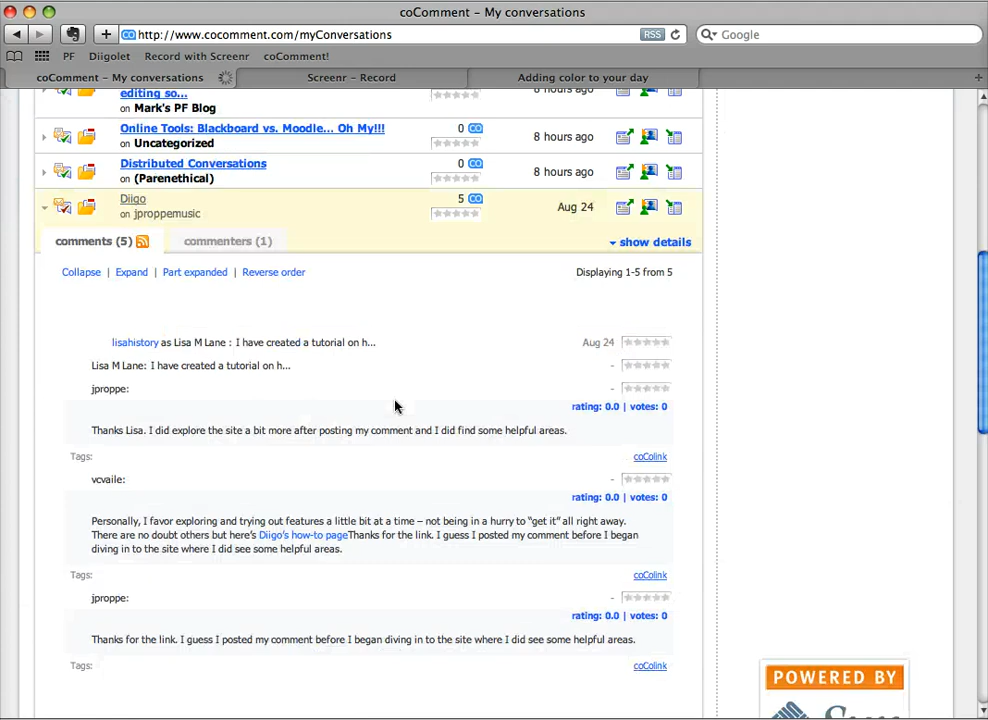 coComment – My conversations
http://www.cocomment.com/myConversations
RSS
Google
PF Diigolet Record with Screenr coComment!
coComment – My conversations Screenr – Record Adding color to your day
editing so...
8 hours ago
on Mark's PF Blog
Online Tools: Blackboard vs. Moodle... Oh My!!!
0 CO
8 hours ago
on Uncategorized
Distributed Conversations
0 CO
8 hours ago
on (Parenethical)
Diigo
5 CO
Aug 24
on jproppemusic
comments (5)
commenters (1)
show details
Collapse | Expand | Part expanded | Reverse order
Displaying 1-5 from 5
lisahistory as Lisa M Lane : I have created a tutorial on h...
Aug 24
Lisa M Lane: I have created a tutorial on h...
-
jproppe:
-
rating: 0.0 | votes: 0
Thanks Lisa. I did explore the site a bit more after posting my comment and I did find some helpful areas.
Tags:
coColink
vcvaile:
-
rating: 0.0 | votes: 0
Personally, I favor exploring and trying out features a little bit at a time – not being in a hurry to “get it” all right away.
There are no doubt others but here’s Diigo’s how-to pageThanks for the link. I guess I posted my comment before I began
diving in to the site where I did see some helpful areas.
Tags:
coColink
jproppe:
-
rating: 0.0 | votes: 0
Thanks for the link. I guess I posted my comment before I began diving in to the site where I did see some helpful areas.
Tags:
coColink
POWERED BY